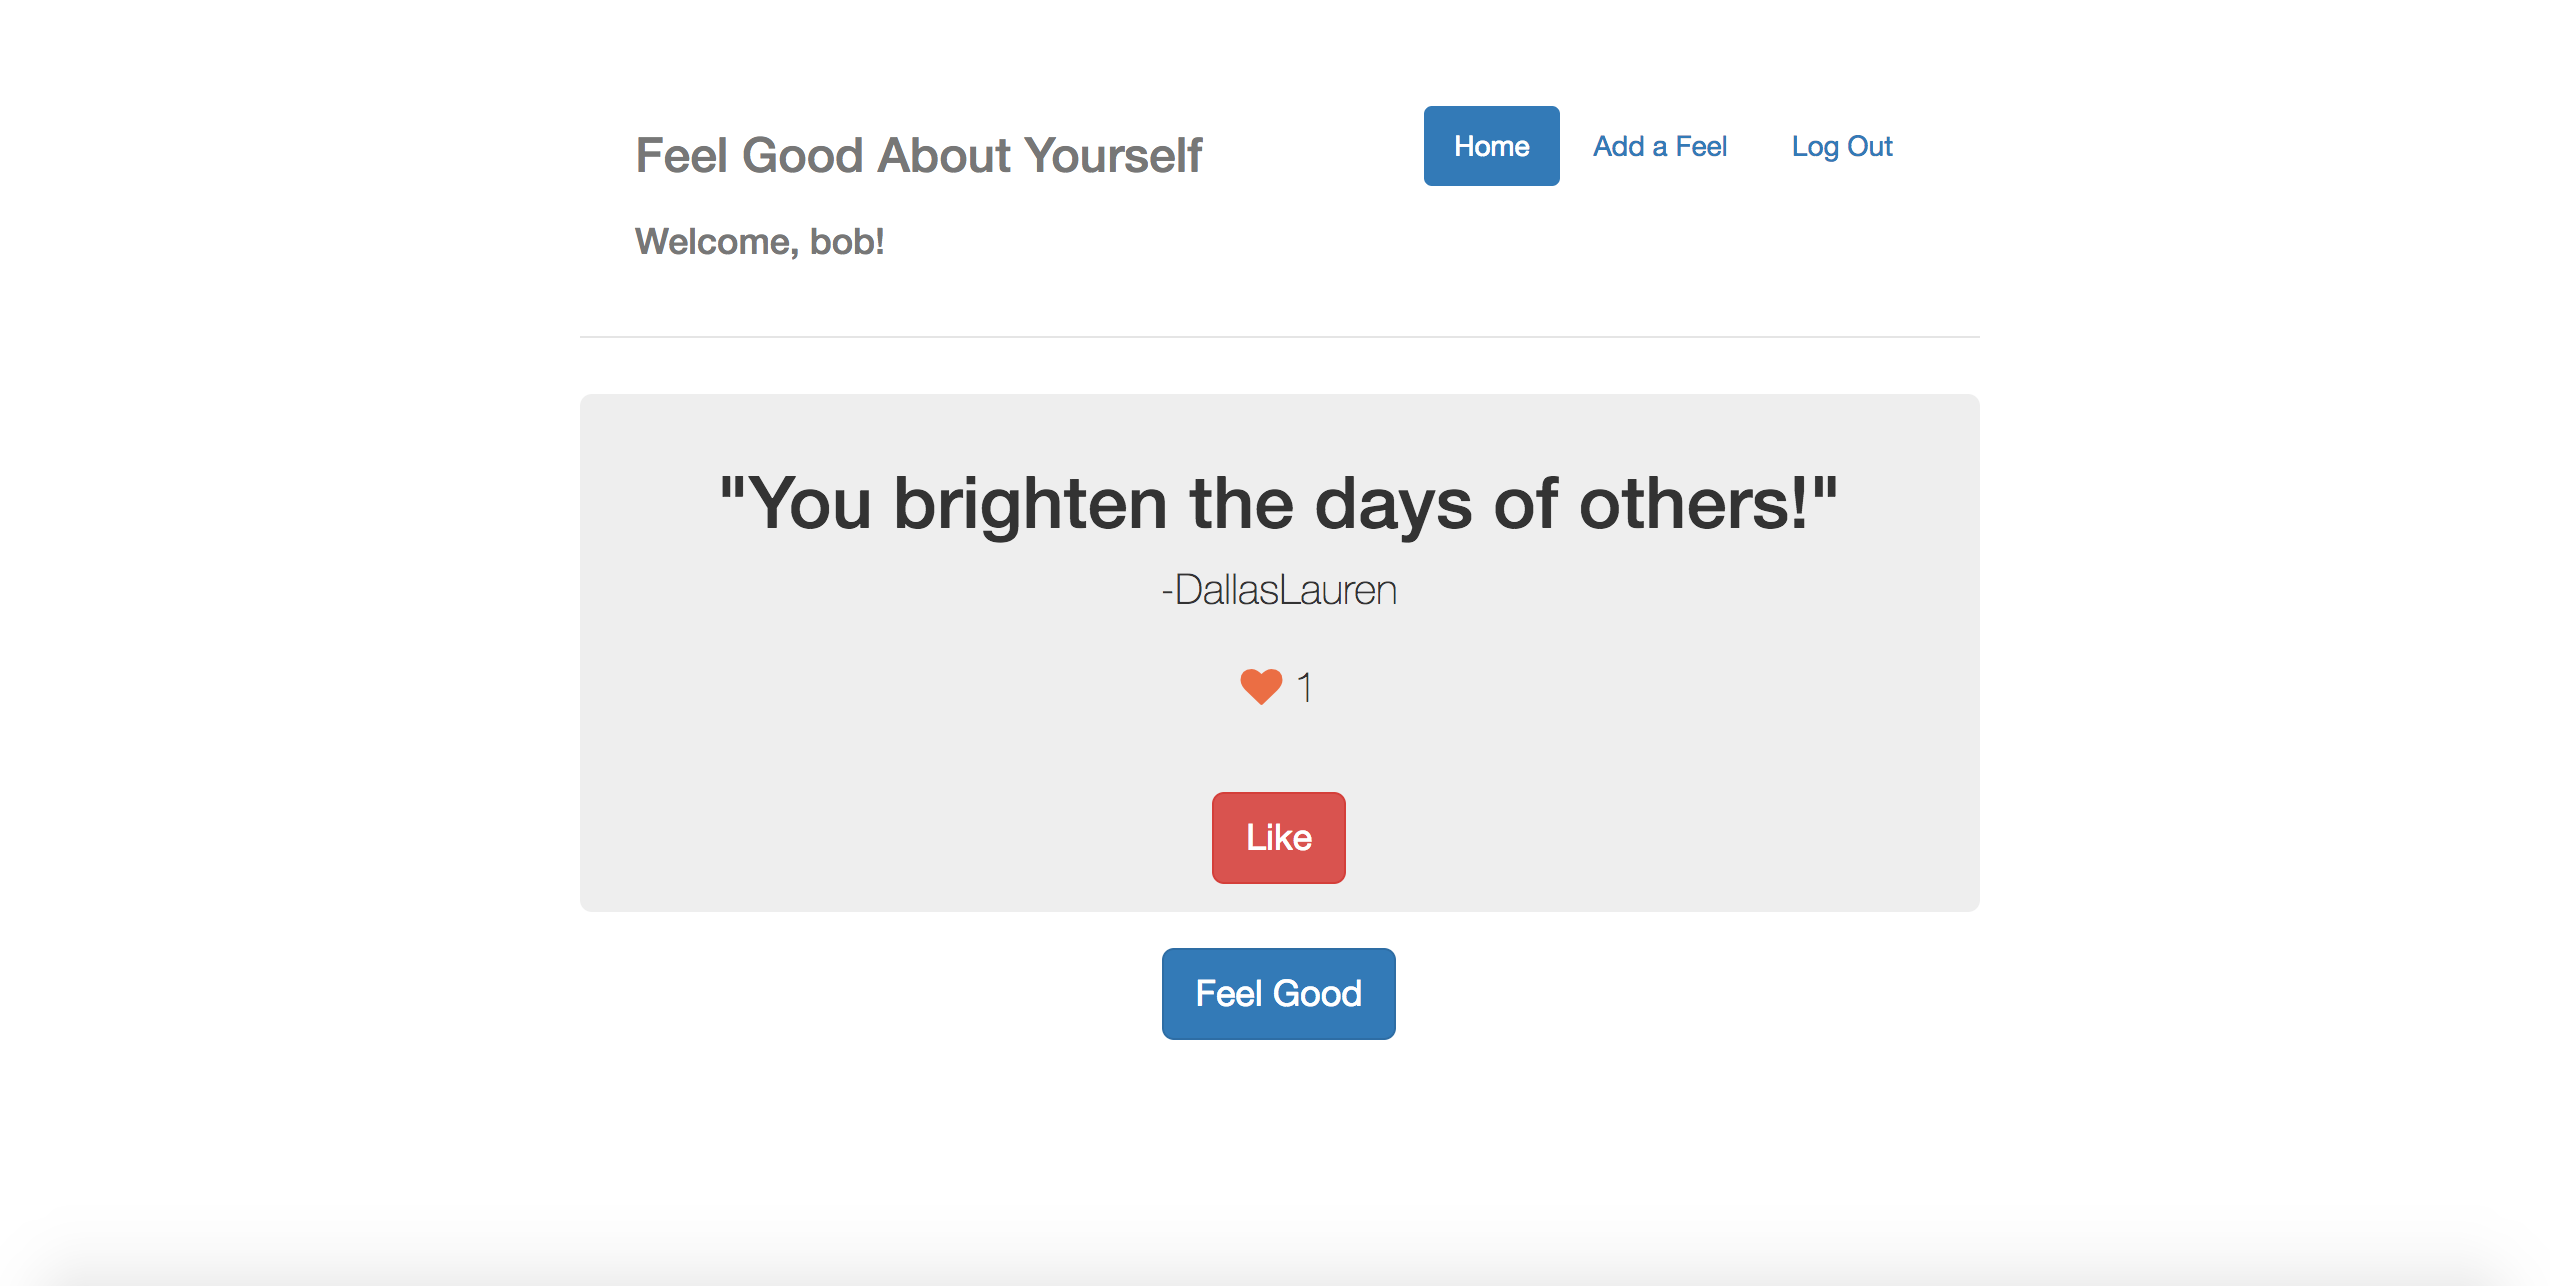 Feel Good About Yourself
Home Add a Feel Log Out
Welcome, bob!
"You brighten the days of others!"
-DallasLauren
1
Like
Feel Good